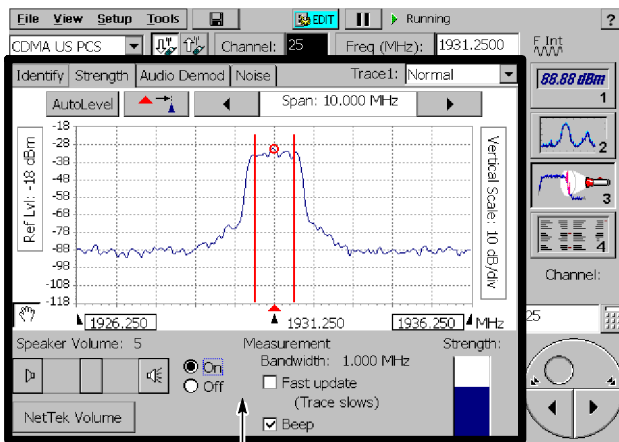 File View Setup Tools EDIT Running ?
CDMA US PCS Channel: 25 Freq (MHz): 1931.2500 F Int
Identify Strength Audio Demod Noise Trace1: Normal
AutoLevel Span: 10.000 MHz
88.88 dBm
1
2
3
4
Ref Lvl: -18 dBm
-18
-28
-38
-48
-58
-68
-78
-88
-98
-108
-118
Vertical Scale: 10 dB/div
1926.250 1931.250 1936.250 MHz
Channel:
25
Speaker Volume: 5 Measurement Strength:
Bandwidth: 1.000 MHz
On
Off
Fast update
(Trace slows)
Beep
NetTek Volume